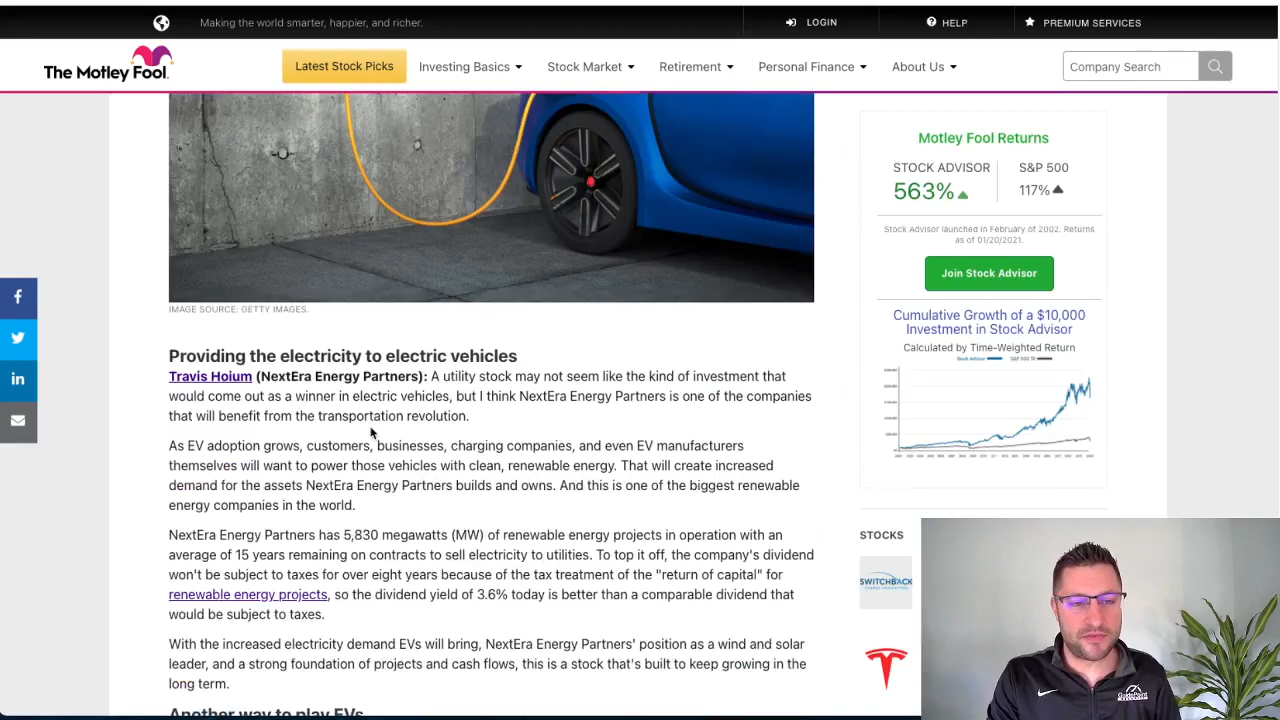 Making the world smarter, happier, and richer.
LOGIN
HELP
PREMIUM SERVICES
The Motley Fool.
Latest Stock Picks
Investing Basics
Stock Market
Retirement
Personal Finance
About Us
Company Search
IMAGE SOURCE: GETTY IMAGES.
Providing the electricity to electric vehicles
Travis Hoium (NextEra Energy Partners): A utility stock may not seem like the kind of investment that
would come out as a winner in electric vehicles, but I think NextEra Energy Partners is one of the companies
that will benefit from the transportation revolution.
As EV adoption grows, customers, businesses, charging companies, and even EV manufacturers
themselves will want to power those vehicles with clean, renewable energy. That will create increased
demand for the assets NextEra Energy Partners builds and owns. And this is one of the biggest renewable
energy companies in the world.
NextEra Energy Partners has 5,830 megawatts (MW) of renewable energy projects in operation with an
average of 15 years remaining on contracts to sell electricity to utilities. To top it off, the company's dividend
won't be subject to taxes for over eight years because of the tax treatment of the "return of capital" for
renewable energy projects, so the dividend yield of 3.6% today is better than a comparable dividend that
would be subject to taxes.
With the increased electricity demand EVs will bring, NextEra Energy Partners' position as a wind and solar
leader, and a strong foundation of projects and cash flows, this is a stock that's built to keep growing in the
long term.
Another way to play EVs
Motley Fool Returns
STOCK ADVISOR
S&P 500
563%
117%
Stock Advisor launched in February of 2002. Returns
as of 01/20/2021.
Join Stock Advisor
Cumulative Growth of a $10,000
Investment in Stock Advisor
Calculated by Time-Weighted Return
Stock Advisor
S&P 500 TR
STOCKS
SWITCHBACK
GuidePoint